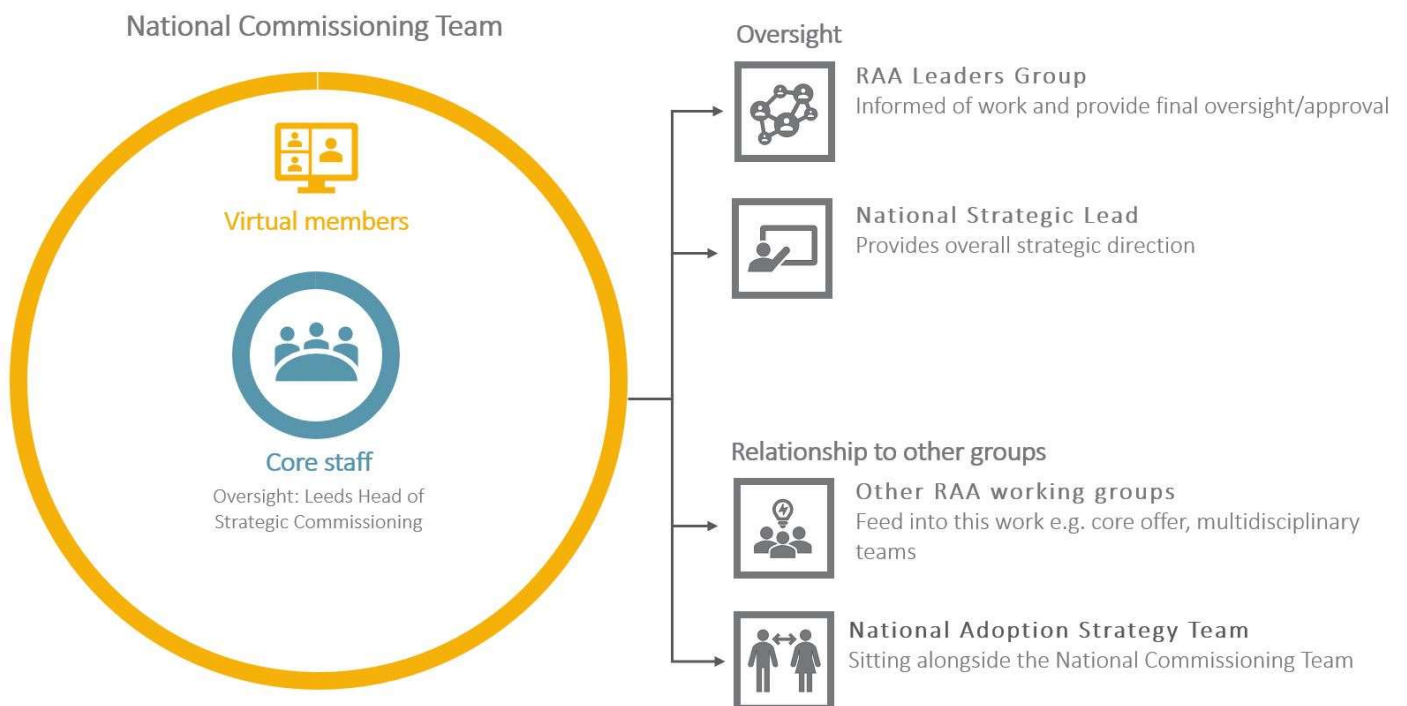 National Commissioning Team
Virtual members
Core staff
Oversight: Leeds Head of
Strategic Commissioning
Oversight
RAA Leaders Group
Informed of work and provide final oversight/approval
National Strategic Lead
Provides overall strategic direction
Relationship to other groups
Other RAA working groups
Feed into this work e.g. core offer, multidisciplinary
teams
National Adoption Strategy Team
Sitting alongside the National Commissioning Team